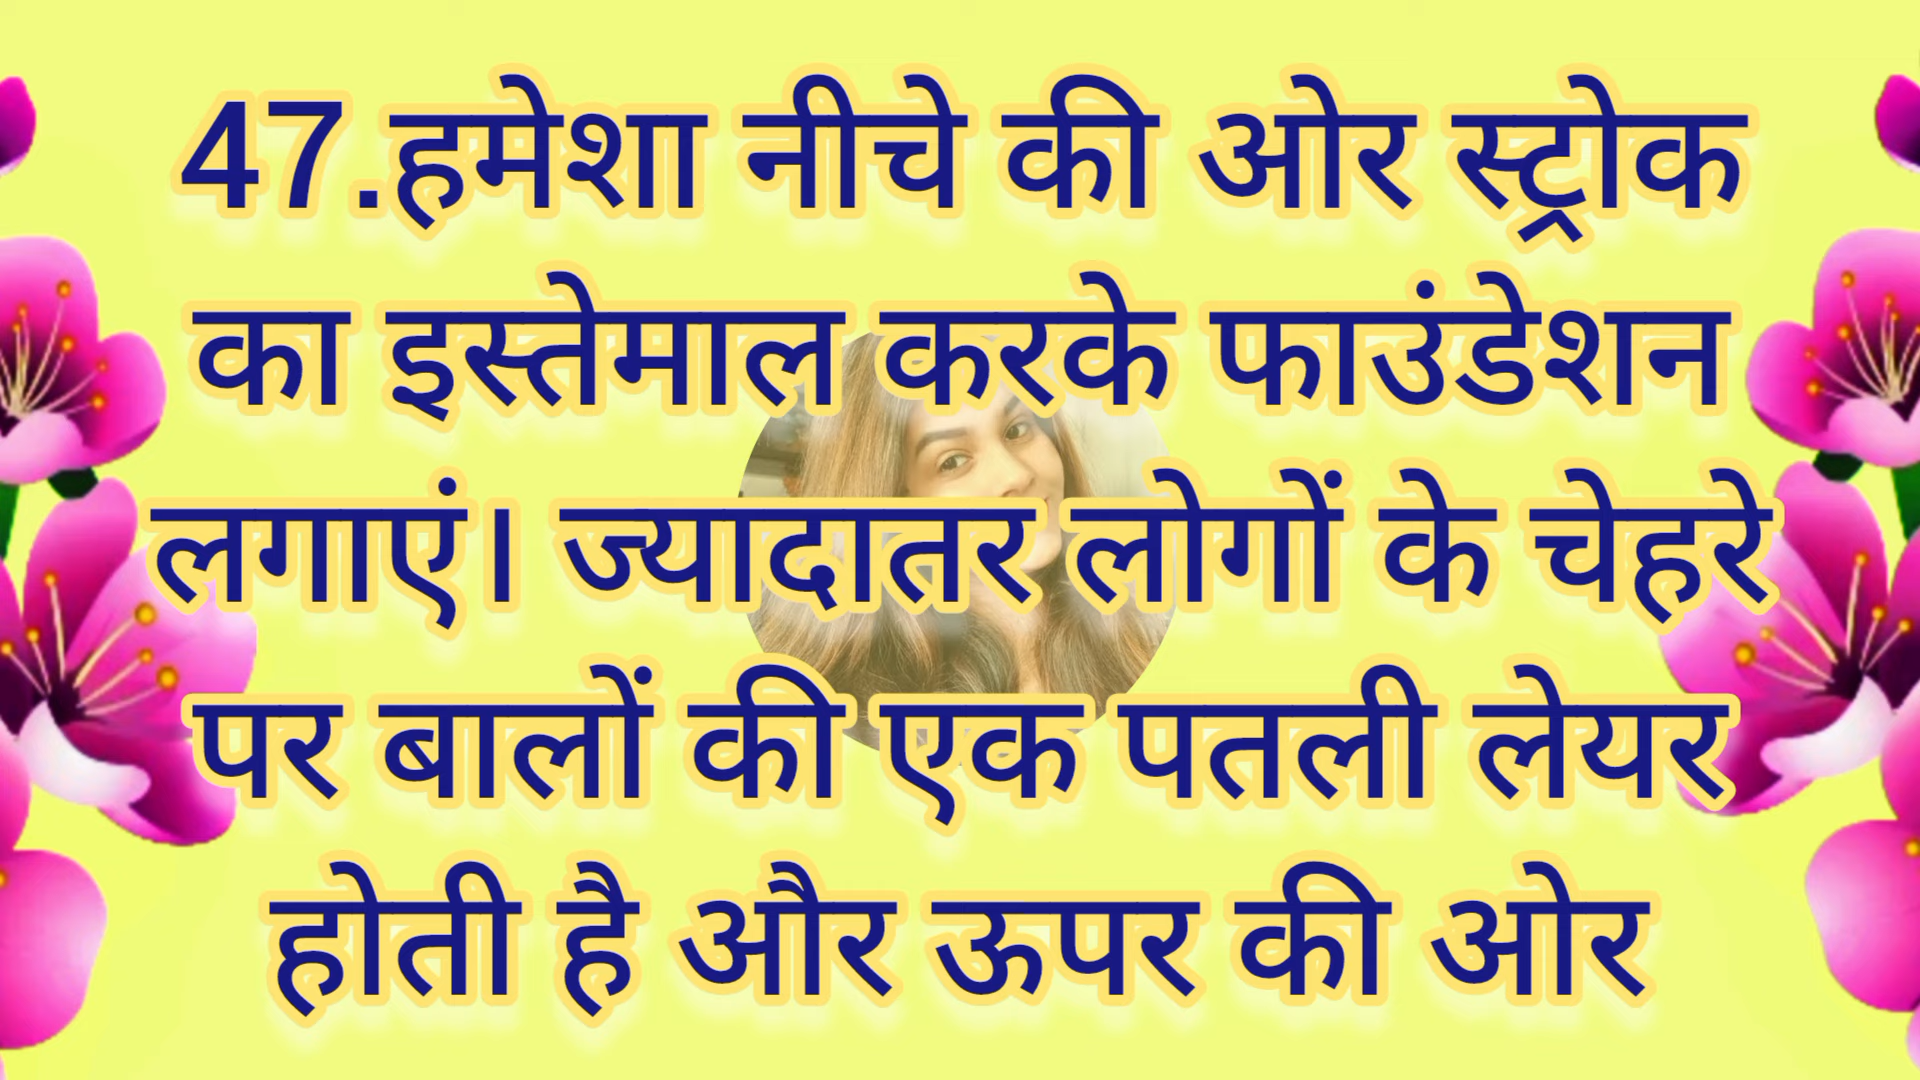 47.हमेशा नीचे की ओर स्ट्रोक
का इस्तेमाल करके फाउंडेशन
लगाएं। ज्यादातर लोगों के चेहरे
पर बालों की एक पतली लेयर
होती है और ऊपर की ओर